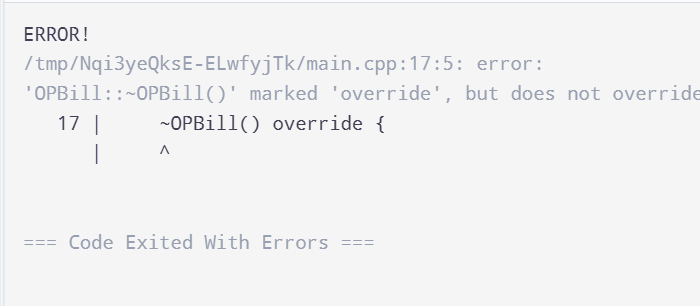 ERROR!
/tmp/Nqi3yeQksE-ELwfyjTk/main.cpp:17:5: error:
'OPBill::~OPBill()' marked 'override', but does not override
17 |     ~OPBill() override {
|     ^
=== Code Exited With Errors ===